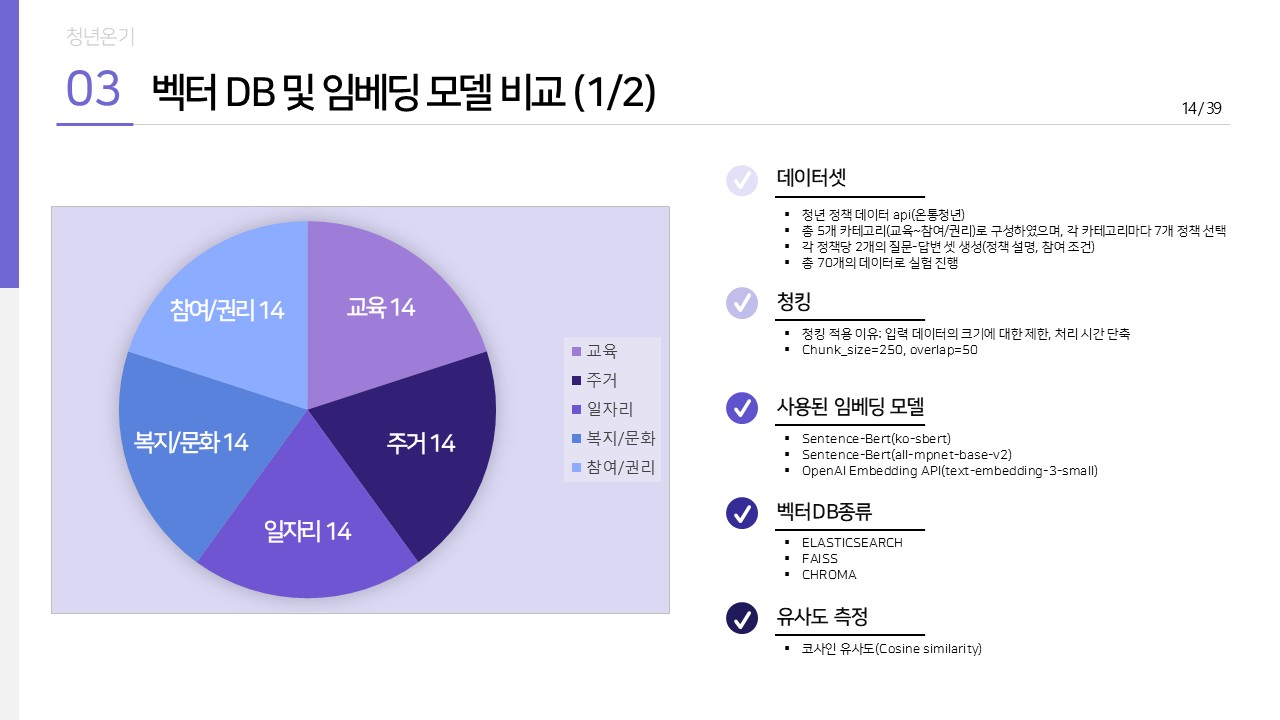 청년온기
03 벡터 DB 및 임베딩 모델 비교 (1/2)
14 / 39
참여/권리 14
교육 14
복지/문화 14
주거 14
일자리 14
교육
주거
일자리
복지/문화
참여/권리
데이터셋
▪ 청년 정책 데이터 api(온통청년)
▪ 총 5개 카테고리(교육~참여/권리)로 구성하였으며, 각 카테고리마다 7개 정책 선택
▪ 각 정책당 2개의 질문-답변 셋 생성(정책 설명, 참여 조건)
▪ 총 70개의 데이터로 실험 진행
청킹
▪ 청킹 적용 이유: 입력 데이터의 크기에 대한 제한, 처리 시간 단축
▪ Chunk_size=250, overlap=50
사용된 임베딩 모델
▪ Sentence-Bert(ko-sbert)
▪ Sentence-Bert(all-mpnet-base-v2)
▪ OpenAI Embedding API(text-embedding-3-small)
벡터DB종류
▪ ELASTICSEARCH
▪ FAISS
▪ CHROMA
유사도 측정
▪ 코사인 유사도(Cosine similarity)